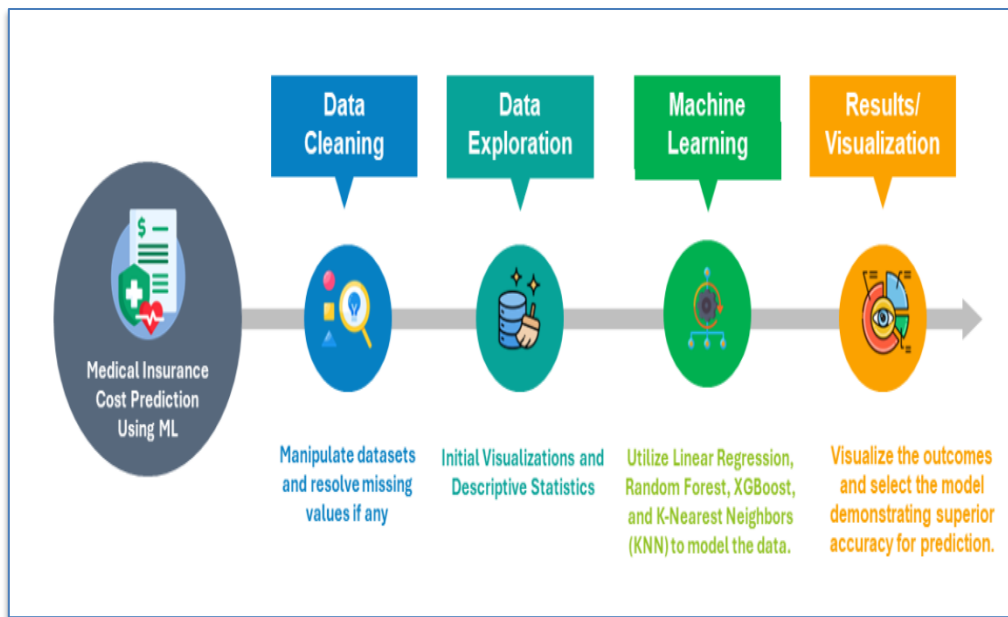 Data
Cleaning
Data
Exploration
Machine
Learning
Results/
Visualization
$
Medical Insurance
Cost Prediction
Using ML
Manipulate datasets
and resolve missing
values if any
Initial Visualizations and
Descriptive Statistics
Utilize Linear Regression,
Random Forest, XGBoost,
and K-Nearest Neighbors
(KNN) to model the data.
Visualize the outcomes
and select the model
demonstrating superior
accuracy for prediction.